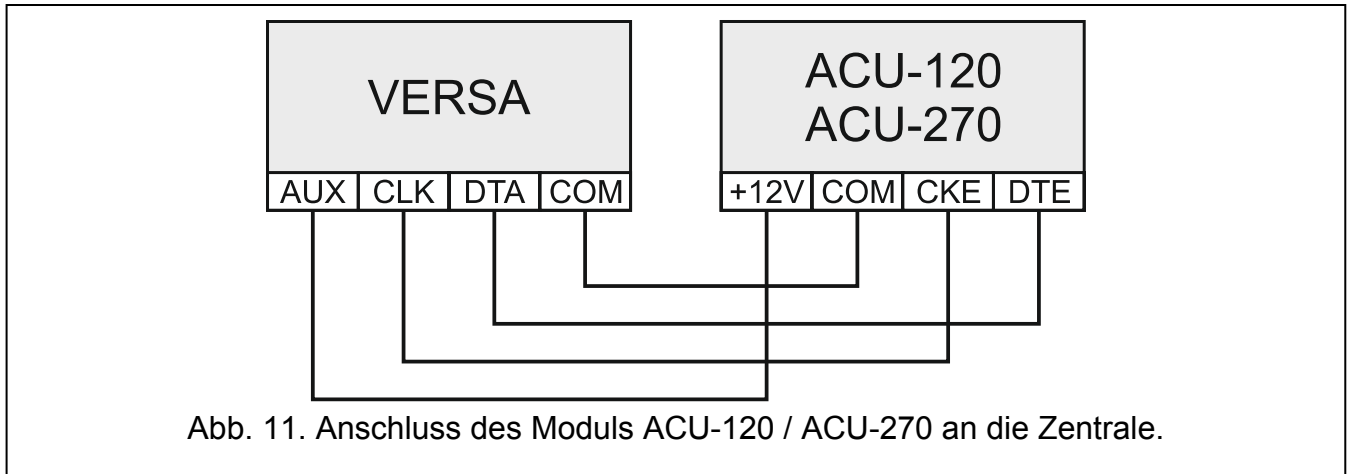 VERSA
AUX CLK DTA COM
ACU-120
ACU-270
+12V COM CKE DTE
Abb. 11. Anschluss des Moduls ACU-120 / ACU-270 an die Zentrale.